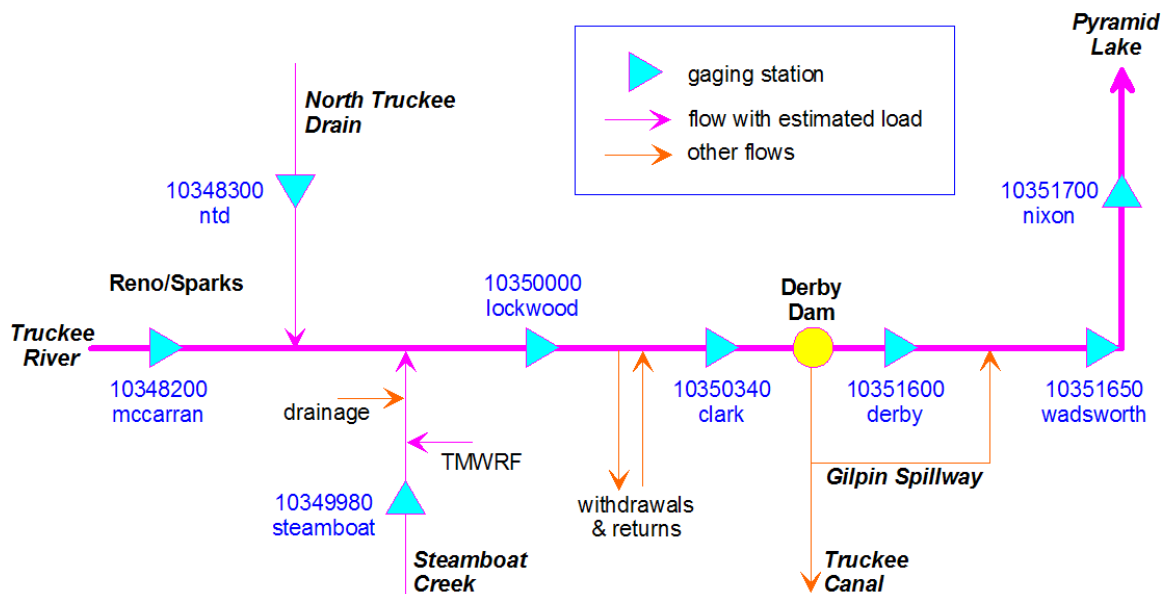 Pyramid
Lake
gaging station
flow with estimated load
other flows
North Truckee
Drain
10348300
ntd
10351700
nixon
Reno/Sparks
10350000
lockwood
Derby
Dam
Truckee
River
10348200
mccarran
drainage
TMWRF
10350340
clark
10351600
derby
10351650
wadsworth
Gilpin Spillway
10349980
steamboat
withdrawals
& returns
Steamboat
Creek
Truckee
Canal